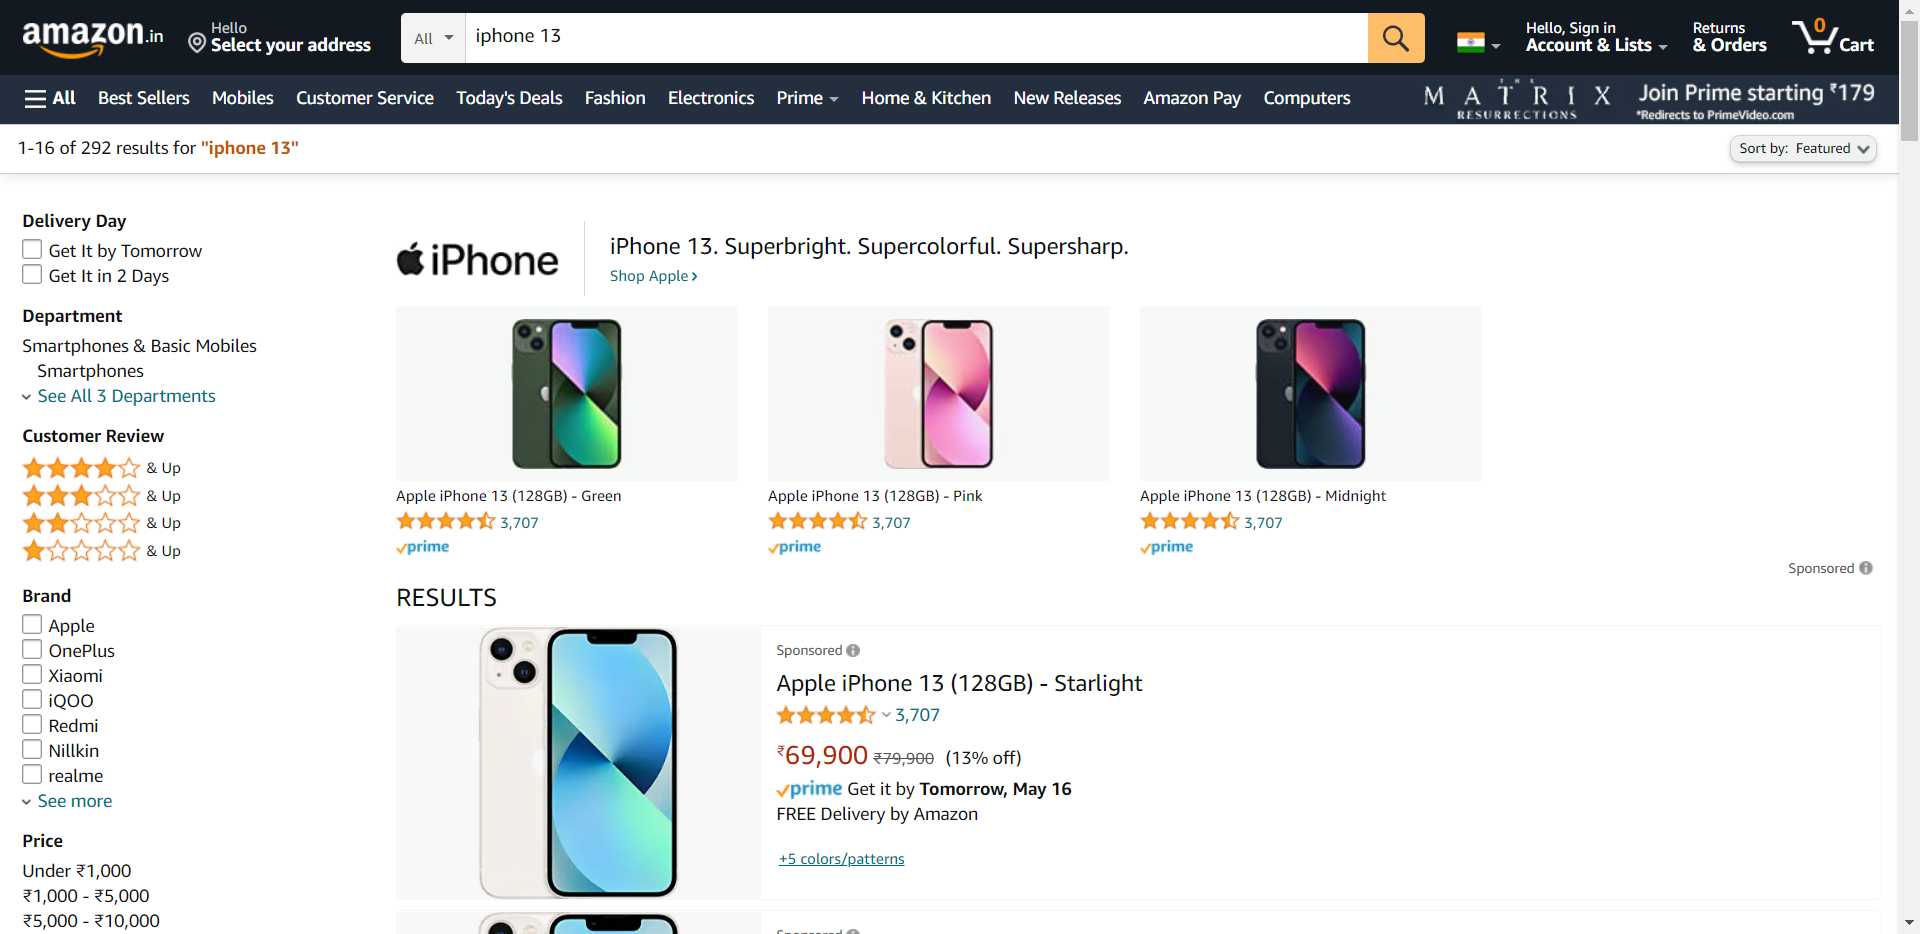 amazon.in
Hello
Select your address
All
iphone 13
Hello, Sign in
Account & Lists
Returns
& Orders
0
Cart
All
Best Sellers
Mobiles
Customer Service
Today's Deals
Fashion
Electronics
Prime
Home & Kitchen
New Releases
Amazon Pay
Computers
THE
MATRIX
RESURRECTIONS
Join Prime starting ₹179
*Redirects to PrimeVideo.com
1-16 of 292 results for "iphone 13"
Sort by: Featured
Delivery Day
Get It by Tomorrow
Get It in 2 Days
Department
Smartphones & Basic Mobiles
Smartphones
See All 3 Departments
Customer Review
& Up
& Up
& Up
& Up
Brand
Apple
OnePlus
Xiaomi
iQOO
Redmi
Nillkin
realme
See more
Price
Under ₹1,000
₹1,000 - ₹5,000
₹5,000 - ₹10,000
iPhone
iPhone 13. Superbright. Supercolorful. Supersharp.
Shop Apple ›
Apple iPhone 13 (128GB) - Green
3,707
prime
Apple iPhone 13 (128GB) - Pink
3,707
prime
Apple iPhone 13 (128GB) - Midnight
3,707
prime
Sponsored
RESULTS
Sponsored
Apple iPhone 13 (128GB) - Starlight
3,707
₹69,900 ₹79,900 (13% off)
prime Get it by Tomorrow, May 16
FREE Delivery by Amazon
+5 colors/patterns
Sponsored